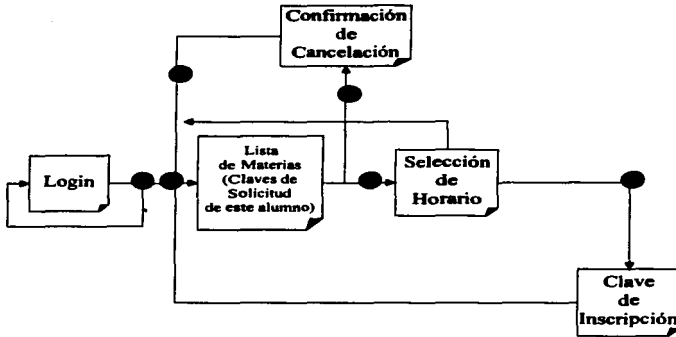 Confirmación
de
Cancelación
Login
Lista
de Materias
(Claves de
Solicitud
de este alumno)
Selección
de
Horario
Clave
de
Inscripción